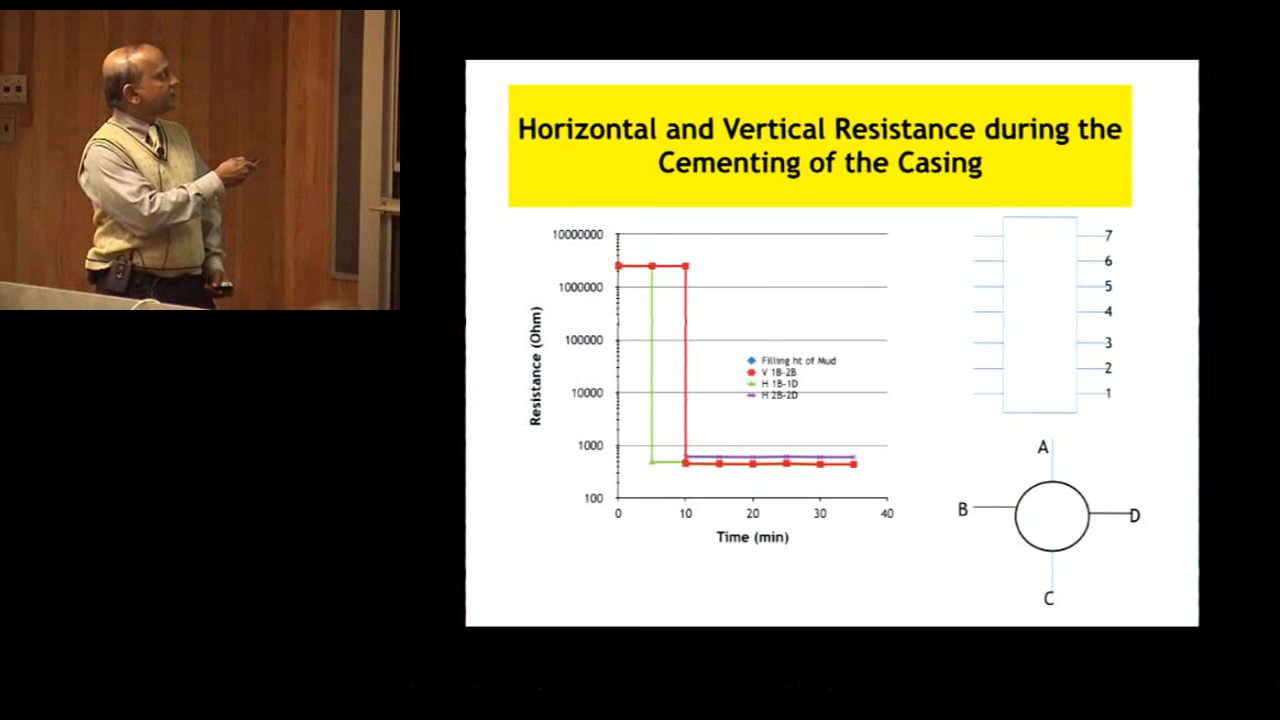 Horizontal and Vertical Resistance during the
Cementing of the Casing
10000000
1000000
100000
10000
1000
100
Resistance (Ohm)
0 10 20 30 40
Time (min)
Filling ht of Mud
V 1B-2B
H 1B-1D
H 2B-2D
7
6
5
4
3
2
1
A
B
D
C